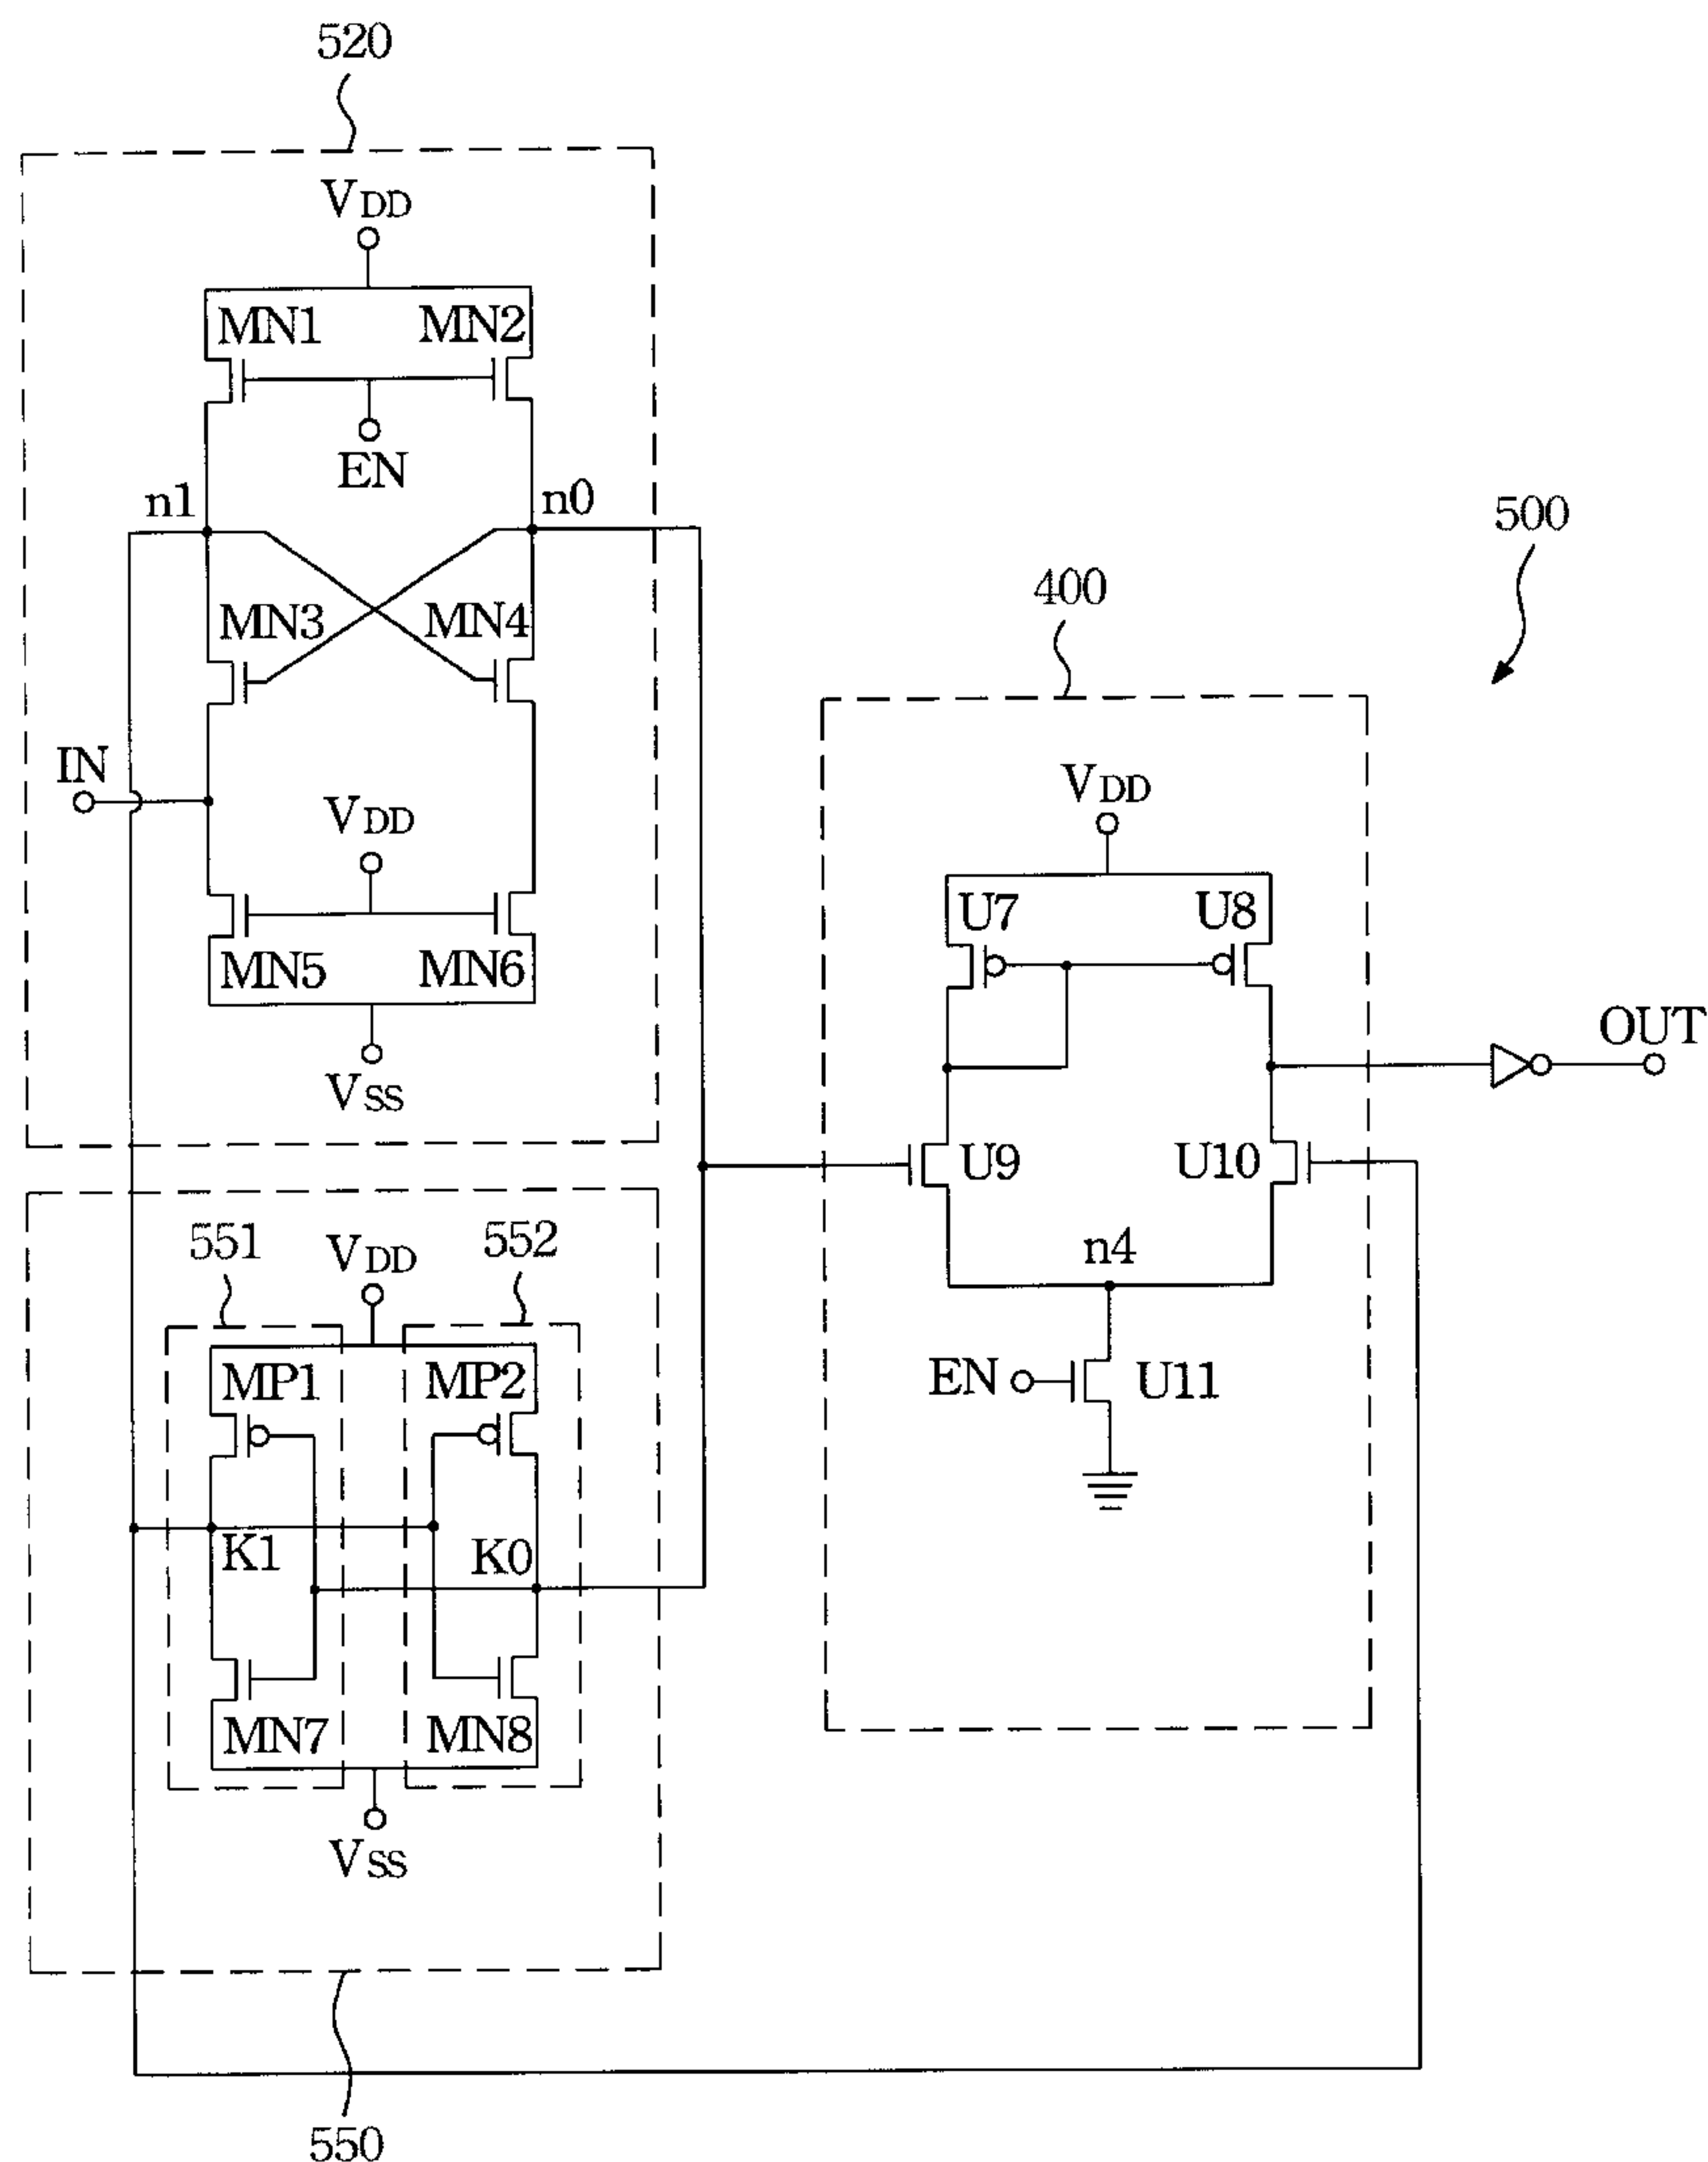 520
VDD
MN1 MN2
EN
n1 n0
500
400
MN3 MN4
IN
VDD
VDD
U7 U8
MN5 MN6
OUT
VSS
U9 U10
551 VDD 552
n4
MP1 MP2
EN U11
K1 K0
MN7 MN8
VSS
550